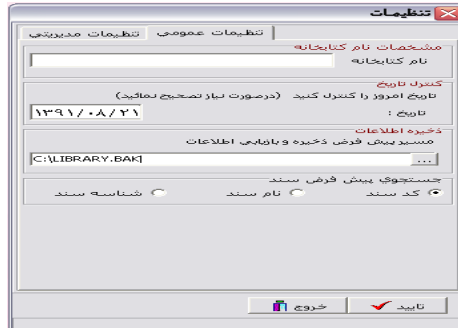 تنظیمات
تنظیمات عمومی
تنظیمات مدیریتی
مشخصات نام کتابخانه
نام کتابخانه
کنترل تاریخ
تاریخ امروز را کنترل کنید (درصورت نیاز تصحیح نمائید)
تاریخ :
۱۳۹۱/۰۸/۲۱
ذخیره اطلاعات
مسیر پیش فرض ذخیره و بازیابی اطلاعات
C:\LIBRARY.BAK
...
جستجوی پیش فرض سند
کد سند
نام سند
شناسه سند
تایید
خروج